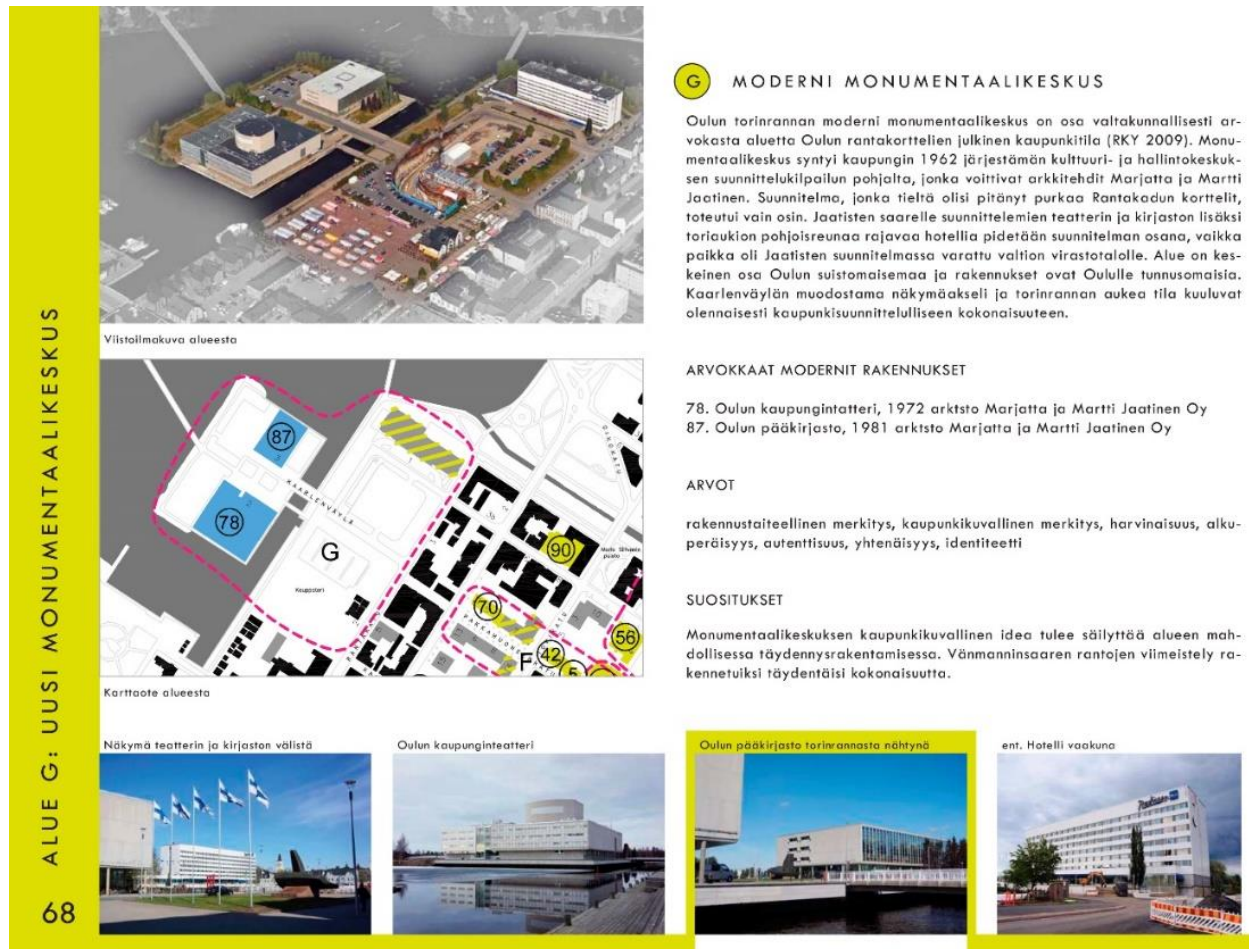 ALUE G: UUSI MONUMENTAALIKESKUS
68
Viistoilmakuva alueesta
87
3
78
2
KAARLENVÄYLÄ
G
Kauppatori
1
90
70
42
F
5
56
Karttaote alueesta
G MODERNI MONUMENTAALIKESKUS
Oulun torinrannan moderni monumentaalikeskus on osa valtakunnallisesti ar-
vokasta aluetta Oulun rantakorttelien julkinen kaupunkitila (RKY 2009). Monu-
mentaalikeskus syntyi kaupungin 1962 järjestämän kulttuuri- ja hallintokeskuk-
sen suunnittelukilpailun pohjalta, jonka voittivat arkkitehdit Marjatta ja Martti
Jaatinen. Suunnitelma, jonka tieltä olisi pitänyt purkaa Rantakadun korttelit,
toteutui vain osin. Jaatisten saarelle suunnittelemien teatterin ja kirjaston lisäksi
toriaukion pohjoisreunaa rajavaa hotellia pidetään suunnitelman osana, vaikka
paikka oli Jaatisten suunnitelmassa varattu valtion virastotalolle. Alue on kes-
keinen osa Oulun suistomaisemaa ja rakennukset ovat Oululle tunnusomaisia.
Kaarlenväylän muodostama näkymäakseli ja torinrannan aukea tila kuuluvat
olennaisesti kaupunkisuunnittelulliseen kokonaisuuteen.
ARVOKKAAT MODERNIT RAKENNUKSET
78. Oulun kaupungintatteri, 1972 arktsto Marjatta ja Martti Jaatinen Oy
87. Oulun pääkirjasto, 1981 arktsto Marjatta ja Martti Jaatinen Oy
ARVOT
rakennustaiteellinen merkitys, kaupunkikuvallinen merkitys, harvinaisuus, alku-
peräisyys, autenttisuus, yhtenäisyys, identiteetti
SUOSITUKSET
Monumentaalikeskuksen kaupunkikuvallinen idea tulee säilyttää alueen mah-
dollisessa täydennysrakentamisessa. Vänmanninsaaren rantojen viimeistely ra-
kennetuiksi täydentäisi kokonaisuutta.
Näkymä teatterin ja kirjaston välistä
Oulun kaupunginteatteri
Oulun pääkirjasto torinrannasta nähtynä
ent. Hotelli vaakuna
Radisson